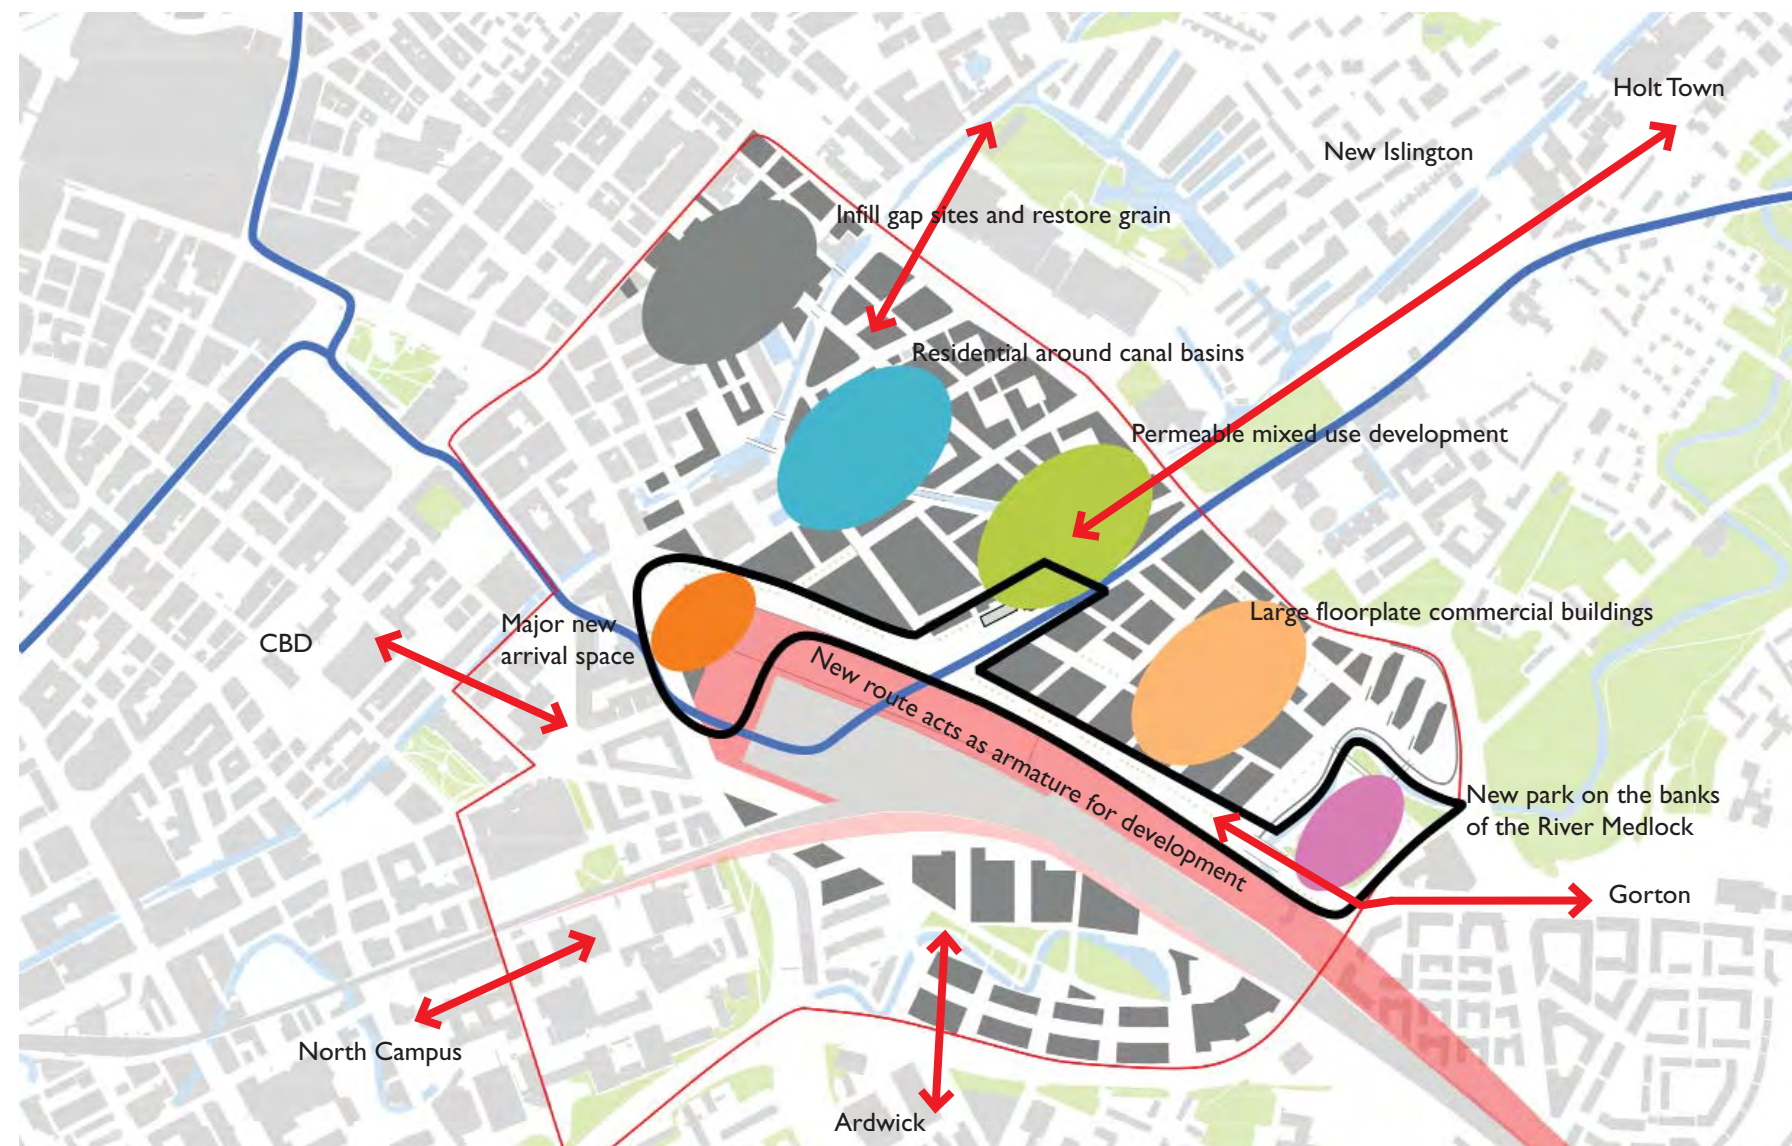 Holt Town
New Islington
Infill gap sites and restore grain
Residential around canal basins
Permeable mixed use development
Large floorplate commercial buildings
Major new
arrival space
CBD
New route acts as armature for development
New park on the banks
of the River Medlock
Gorton
North Campus
Ardwick